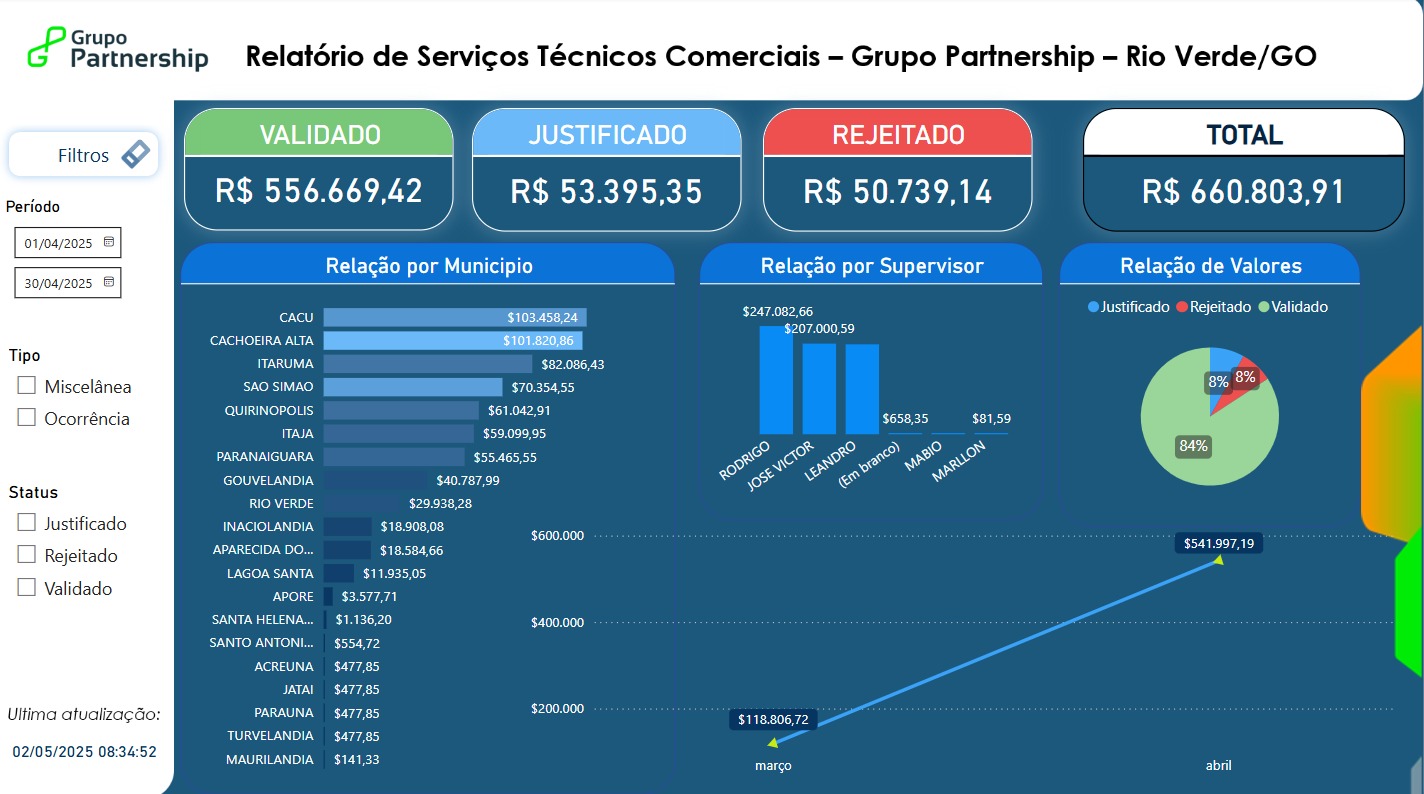 Grupo
Partnership
Relatório de Serviços Técnicos Comerciais – Grupo Partnership – Rio Verde/GO
Filtros
Período
01/04/2025
30/04/2025
Tipo
Miscelânea
Ocorrência
Status
Justificado
Rejeitado
Validado
Ultima atualização:
02/05/2025 08:34:52
VALIDADO
R$ 556.669,42
JUSTIFICADO
R$ 53.395,35
REJEITADO
R$ 50.739,14
TOTAL
R$ 660.803,91
Relação por Municipio
CACU $103.458,24
CACHOEIRA ALTA $101.820,86
ITARUMA $82.086,43
SAO SIMAO $70.354,55
QUIRINOPOLIS $61.042,91
ITAJA $59.099,95
PARANAIGUARA $55.465,55
GOUVELANDIA $40.787,99
RIO VERDE $29.938,28
INACIOLANDIA $18.908,08
APARECIDA DO... $18.584,66
LAGOA SANTA $11.935,05
APORE $3.577,71
SANTA HELENA... $1.136,20
SANTO ANTONI... $554,72
ACREUNA $477,85
JATAI $477,85
PARAUNA $477,85
TURVELANDIA $477,85
MAURILANDIA $141,33
Relação por Supervisor
$247.082,66
$207.000,59
$658,35
$81,59
RODRIGO
JOSE VICTOR
LEANDRO
(Em branco)
MABIO
MARLLON
Relação de Valores
Justificado Rejeitado Validado
8%
8%
84%
$600.000
$400.000
$200.000
$541.997,19
$118.806,72
março
abril